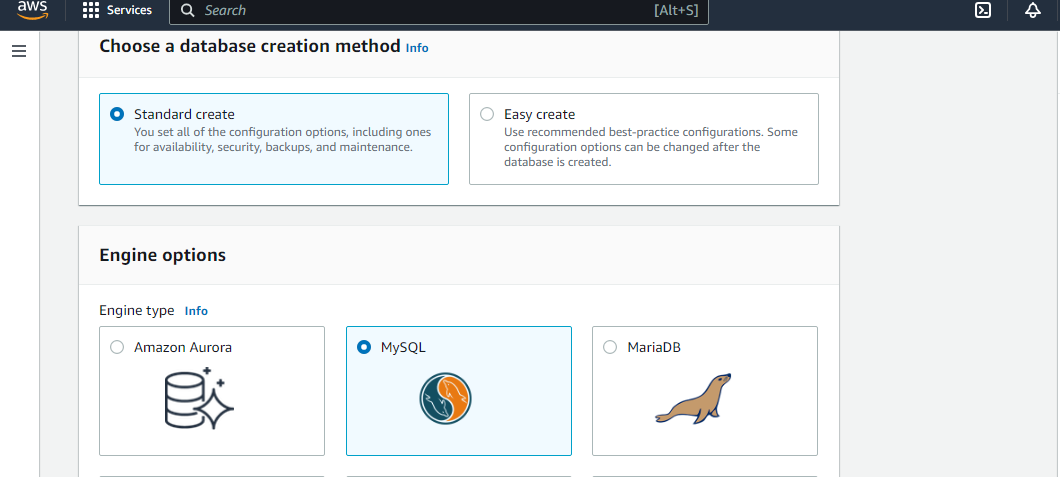 aws
Services
Search
[Alt+S]
Choose a database creation method Info
Standard create
You set all of the configuration options, including ones
for availability, security, backups, and maintenance.
Easy create
Use recommended best-practice configurations. Some
configuration options can be changed after the
database is created.
Engine options
Engine type Info
Amazon Aurora
MySQL
MariaDB